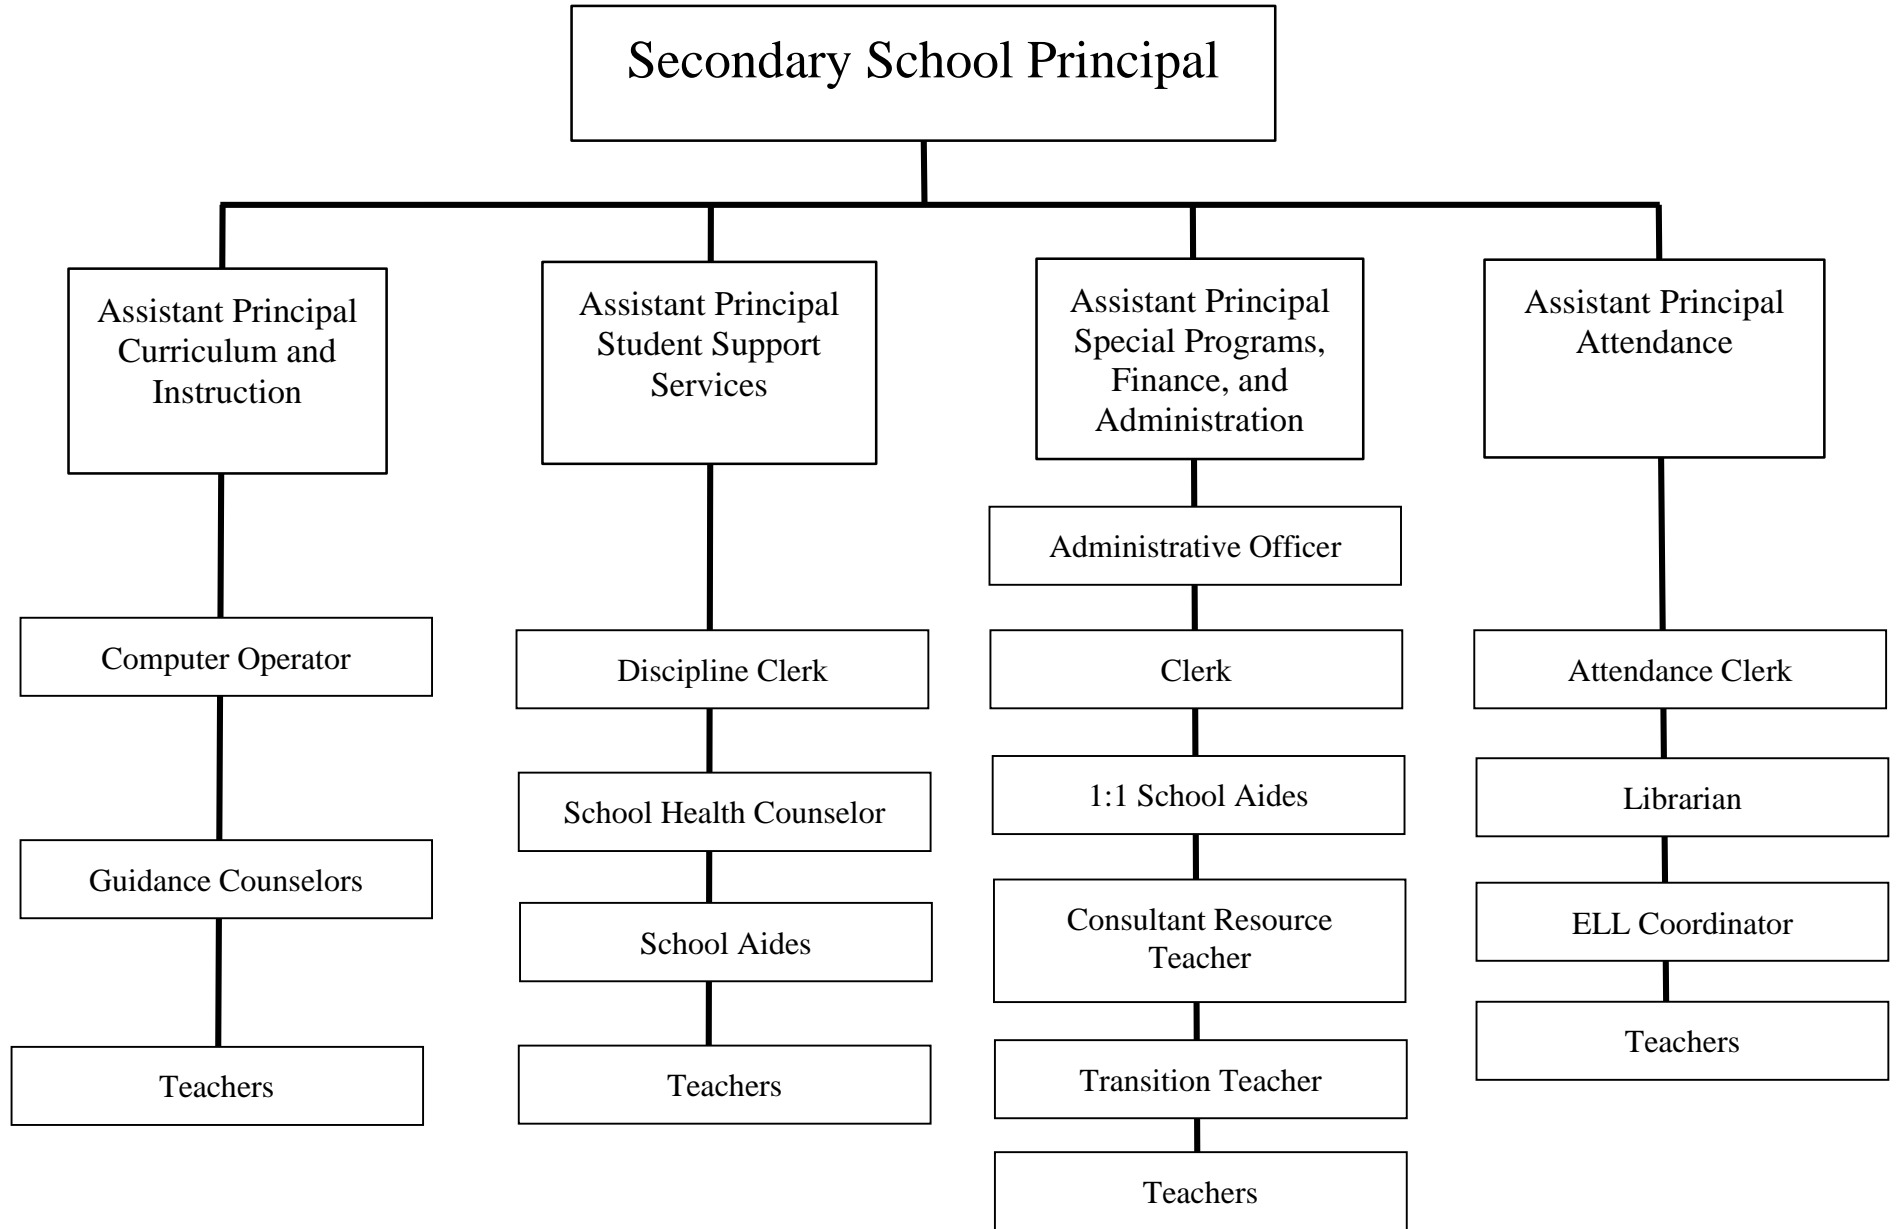 Secondary School Principal
Assistant Principal
Curriculum and
Instruction
Assistant Principal
Student Support
Services
Assistant Principal
Special Programs,
Finance, and
Administration
Assistant Principal
Attendance
Computer Operator
Guidance Counselors
Teachers
Discipline Clerk
School Health Counselor
School Aides
Teachers
Administrative Officer
Clerk
1:1 School Aides
Consultant Resource
Teacher
Transition Teacher
Teachers
Attendance Clerk
Librarian
ELL Coordinator
Teachers